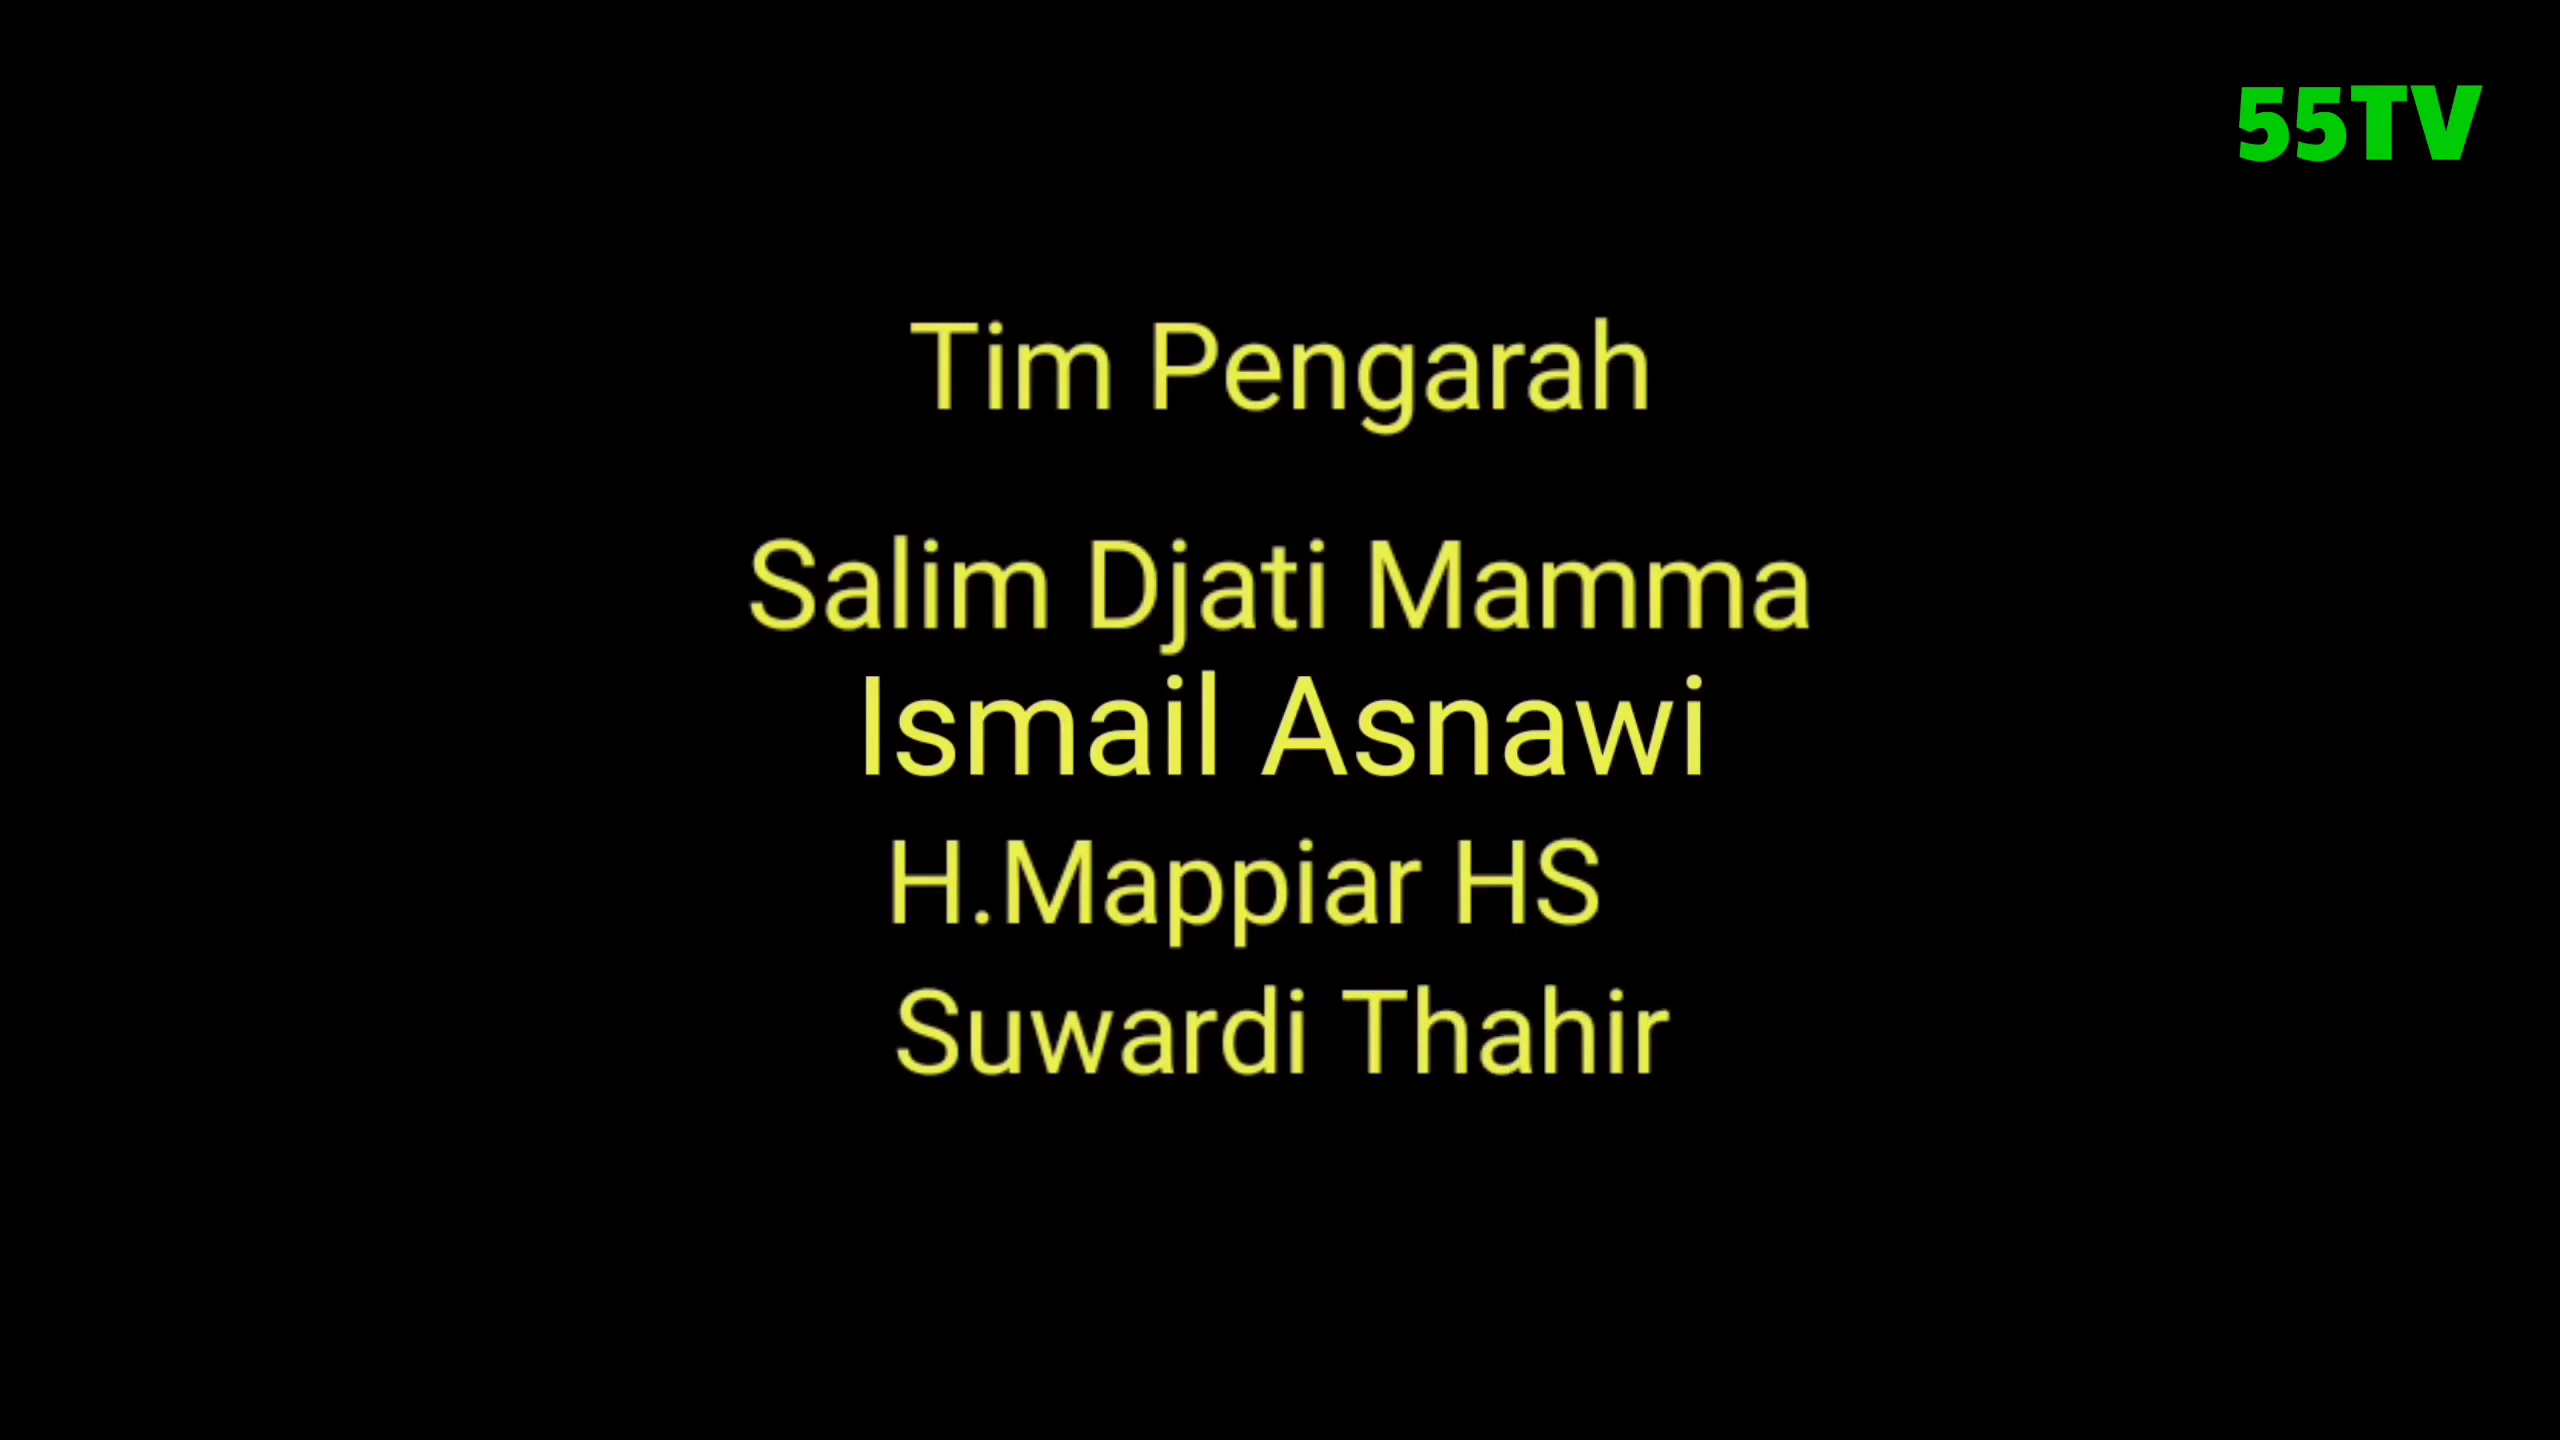 55TV
Tim Pengarah
Salim Djati Mamma
Ismail Asnawi
H.Mappiar HS
Suwardi Thahir